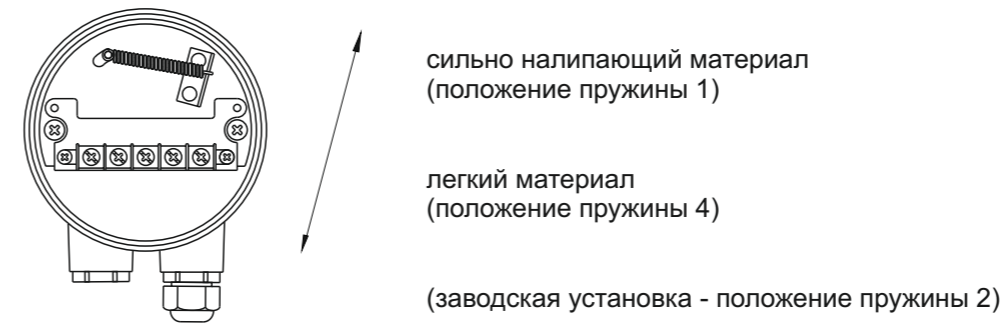 сильно налипающий материал
(положение пружины 1)
легкий материал
(положение пружины 4)
(заводская установка - положение пружины 2)